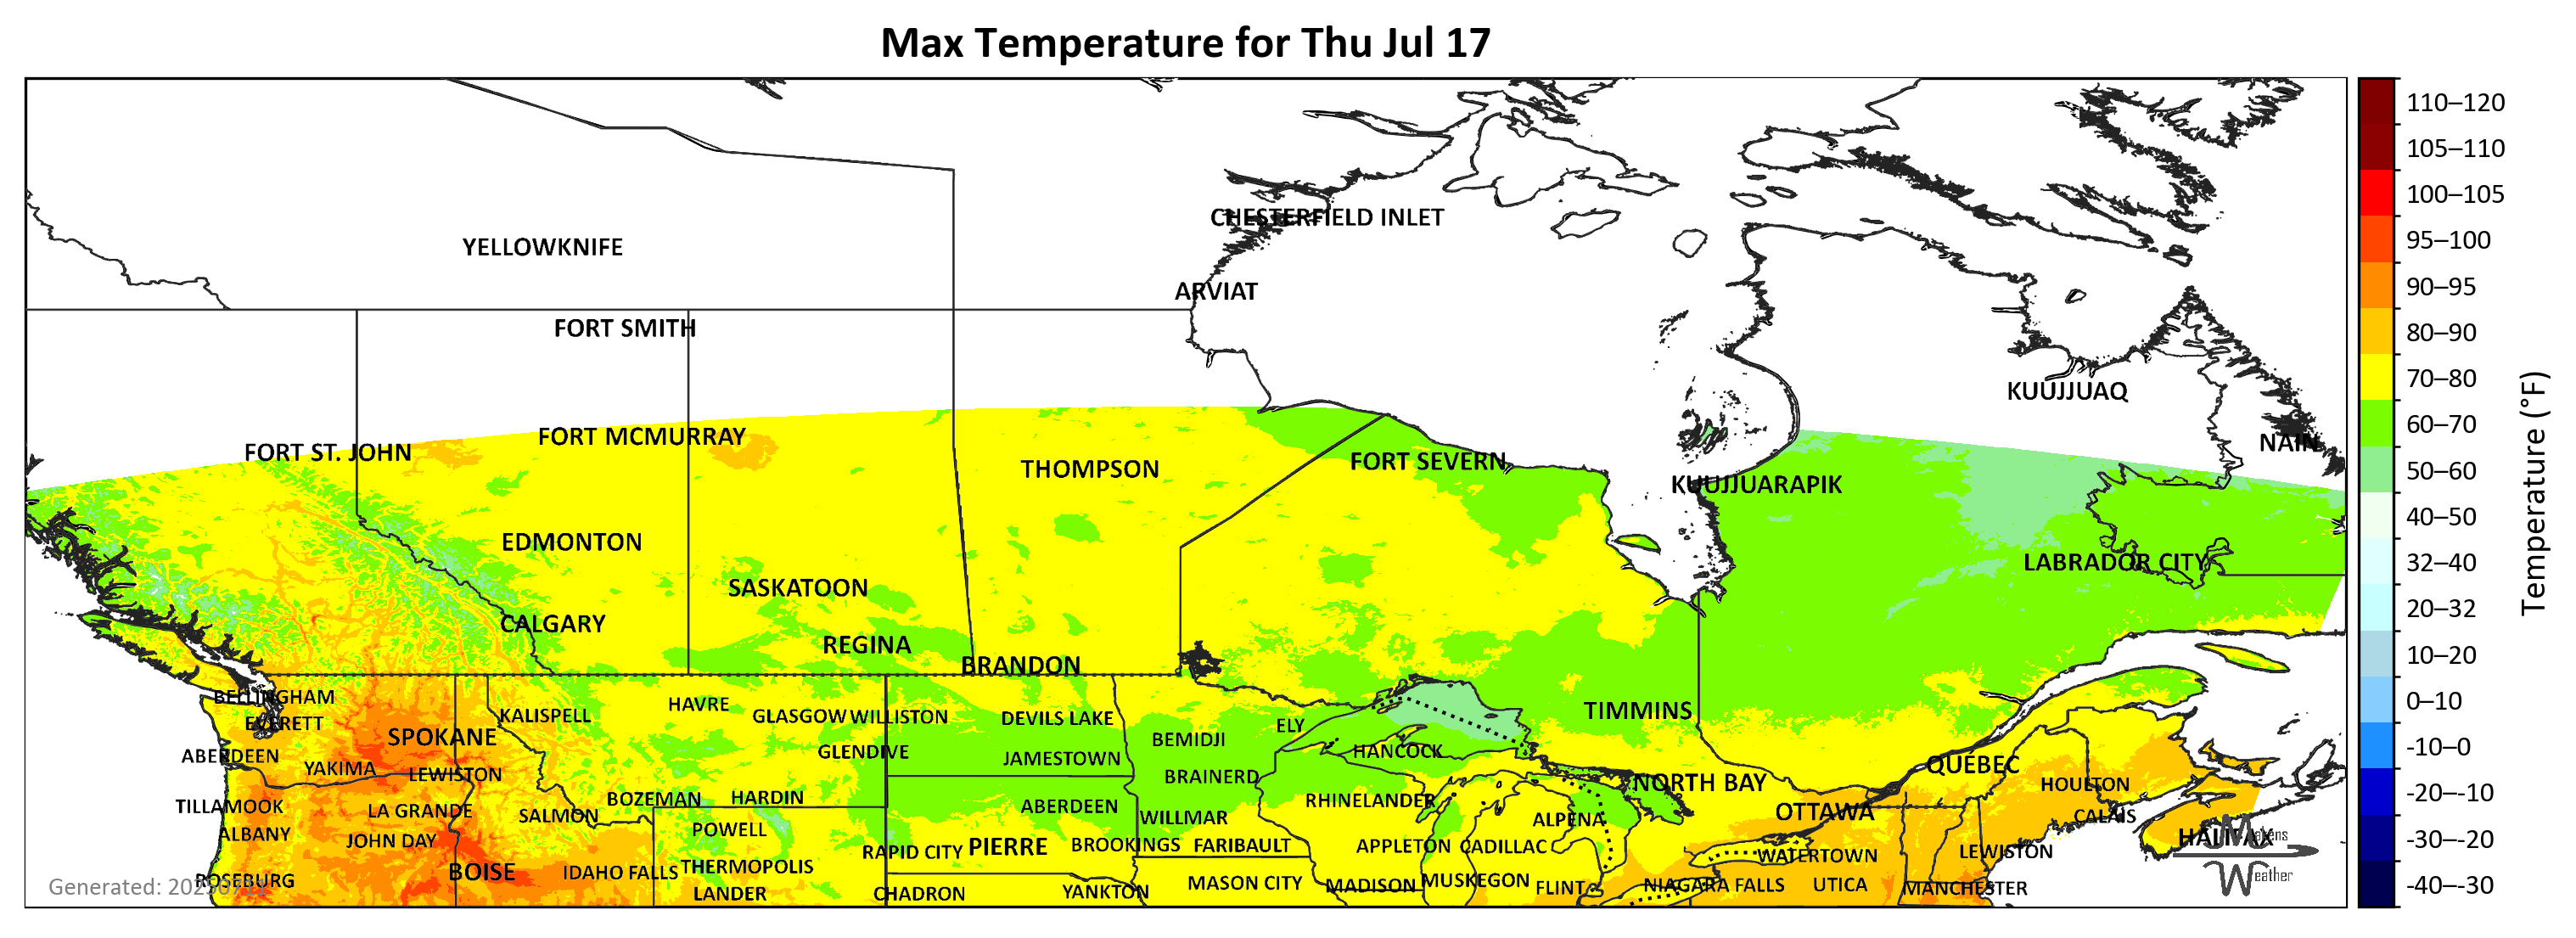 Max Temperature for Thu Jul 17
CHESTERFIELD INLET
YELLOWKNIFE
ARVIAT
FORT SMITH
KUUJJUAQ
FORT MCMURRAY
NAIN
FORT ST. JOHN
FORT SEVERN
THOMPSON
KUUJJUARAPIK
EDMONTON
LABRADOR CITY
SASKATOON
CALGARY
REGINA
BRANDON
BELLINGHAM
HAVRE
TIMMINS
KALISPELL
GLASGOW
WILLISTON
DEVILS LAKE
EVERETT
ELY
SPOKANE
BEMIDJI
ABERDEEN
GLENDIVE
JAMESTOWN
HANCOCK
QUÉBEC
YAKIMA
LEWISTON
BRAINERD
NORTH BAY
HOULTON
TILLAMOOK
LA GRANDE
BOZEMAN
HARDIN
ABERDEEN
RHINELANDER
SALMON
WILLMAR
ALPENA
OTTAWA
CALAIS
ALBANY
JOHN DAY
POWELL
RAPID CITY
PIERRE
BROOKINGS
FARIBAULT
APPLETON
CADILLAC
WATERTOWN
LEWISTON
HALIFAX
ROSEBURG
BOISE
IDAHO FALLS
THERMOPOLIS
LANDER
CHADRON
YANKTON
MASON CITY
MADISON
MUSKEGON
FLINT
NIAGARA FALLS
UTICA
MANCHESTER
Weather
110–120
105–110
100–105
95–100
90–95
80–90
70–80
60–70
50–60
40–50
32–40
20–32
10–20
0–10
-10–0
-20–-10
-30–-20
-40–-30
Temperature (°F)